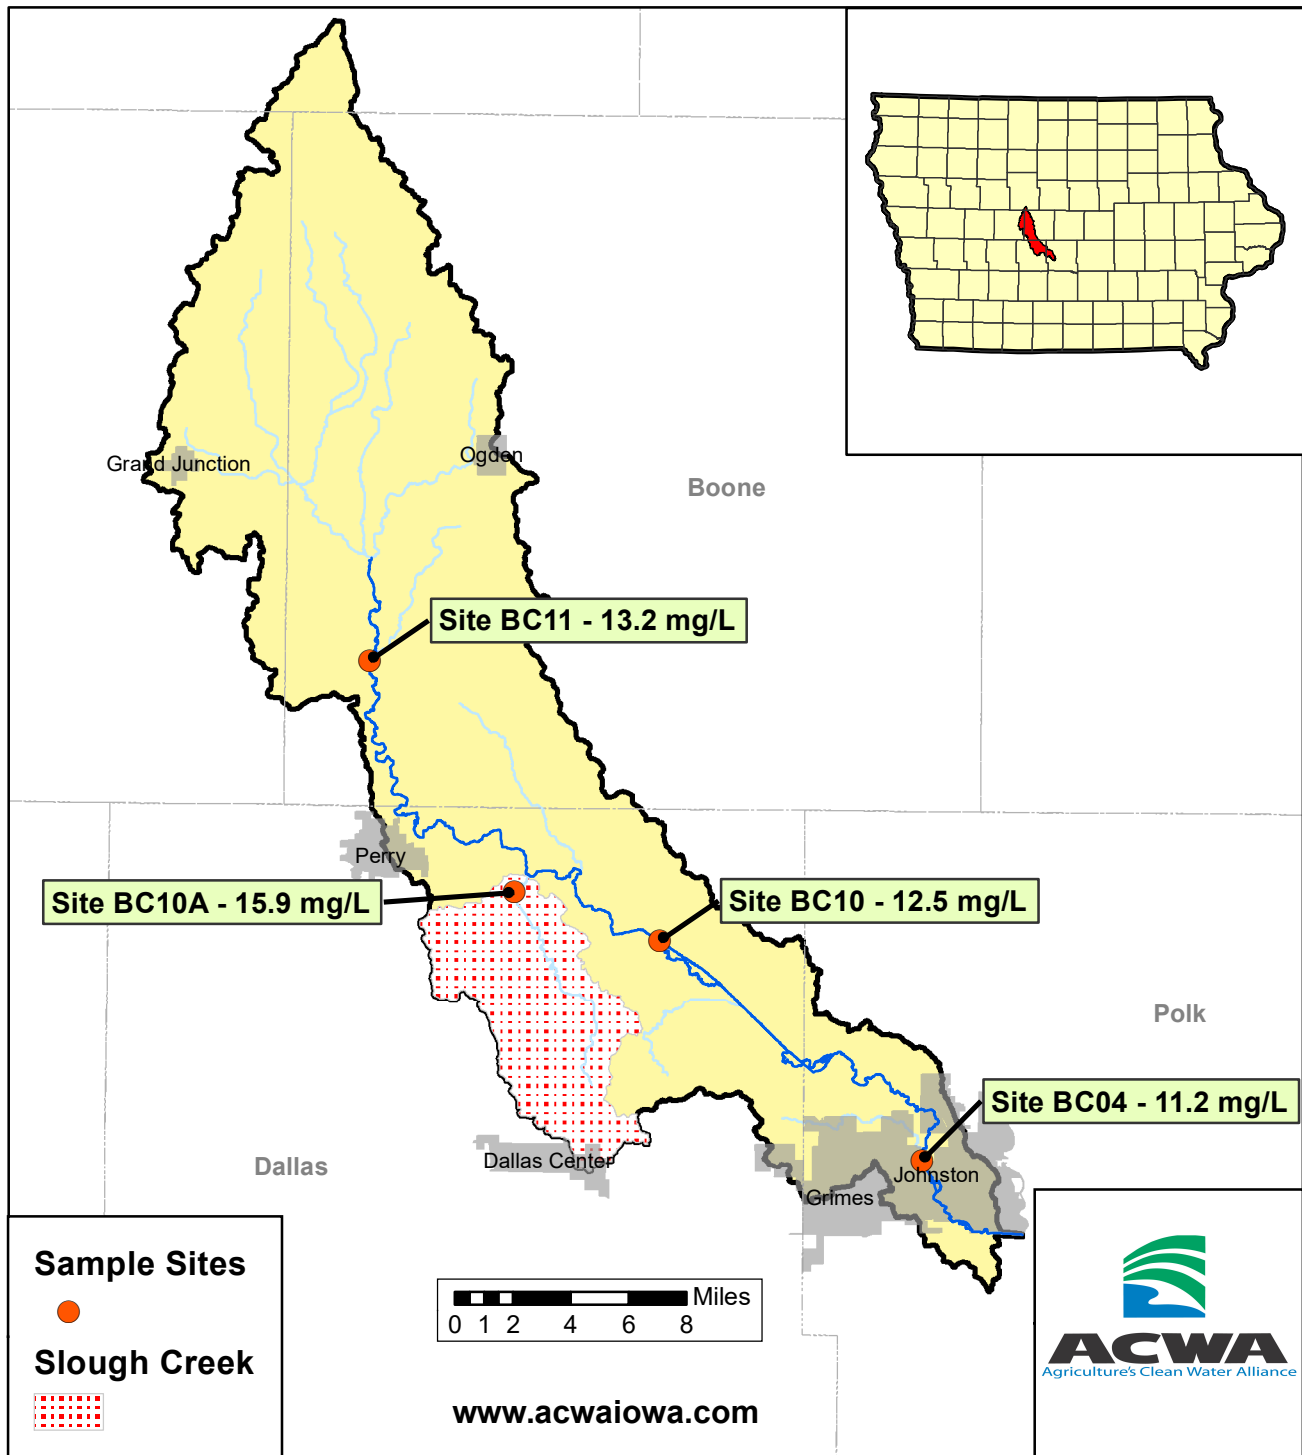 Grand Junction
Ogden
Boone
Site BC11 - 13.2 mg/L
Perry
Site BC10A - 15.9 mg/L
Site BC10 - 12.5 mg/L
Polk
Site BC04 - 11.2 mg/L
Dallas
Dallas Center
Johnston
Grimes
Sample Sites
Slough Creek
Miles
0 1 2 4 6 8
www.acwaiowa.com
ACWA
Agriculture's Clean Water Alliance